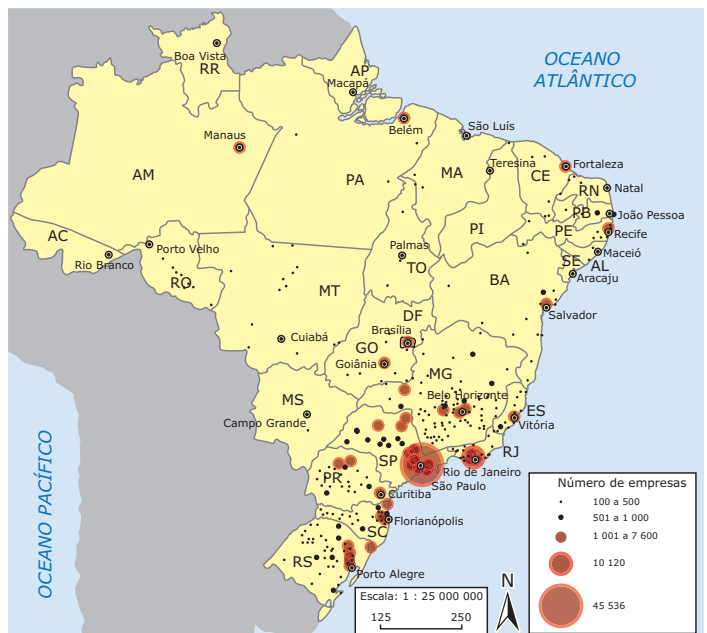 OCEANO
ATLÂNTICO
Boa Vista
RR
AP
Macapá
Belém
São Luís
Manaus
Teresina
Fortaleza
AM
PA
MA
CE
RN
Natal
PB
João Pessoa
PI
PE
Recife
AC
Porto Velho
Rio Branco
Palmas
Maceió
SE
AL
Aracaju
RO
MT
TO
BA
DF
Salvador
Cuiabá
Brasília
GO
Goiânia
MG
MS
Belo Horizonte
ES
Campo Grande
Vitória
SP
RJ
Rio de Janeiro
São Paulo
PR
Curitiba
Florianópolis
SC
RS
Porto Alegre
OCEANO PACÍFICO
Número de empresas
100 a 500
501 a 1 000
1 001 a 7 600
10 120
45 536
N
Escala: 1 : 25 000 000
125
250